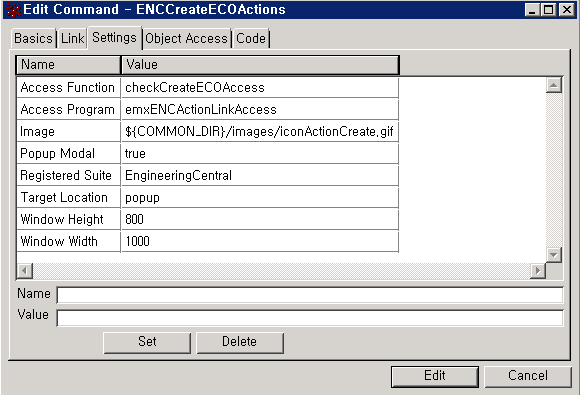 Edit Command - ENCCreateECOActions
Basics Link Settings Object Access Code
Name Value
Access Function checkCreateECOAccess
Access Program emxENCActionLinkAccess
Image ${COMMON_DIR}/images/iconActionCreate.gif
Popup Modal true
Registered Suite EngineeringCentral
Target Location popup
Window Height 800
Window Width 1000
Name
Value
Set Delete
Edit Cancel